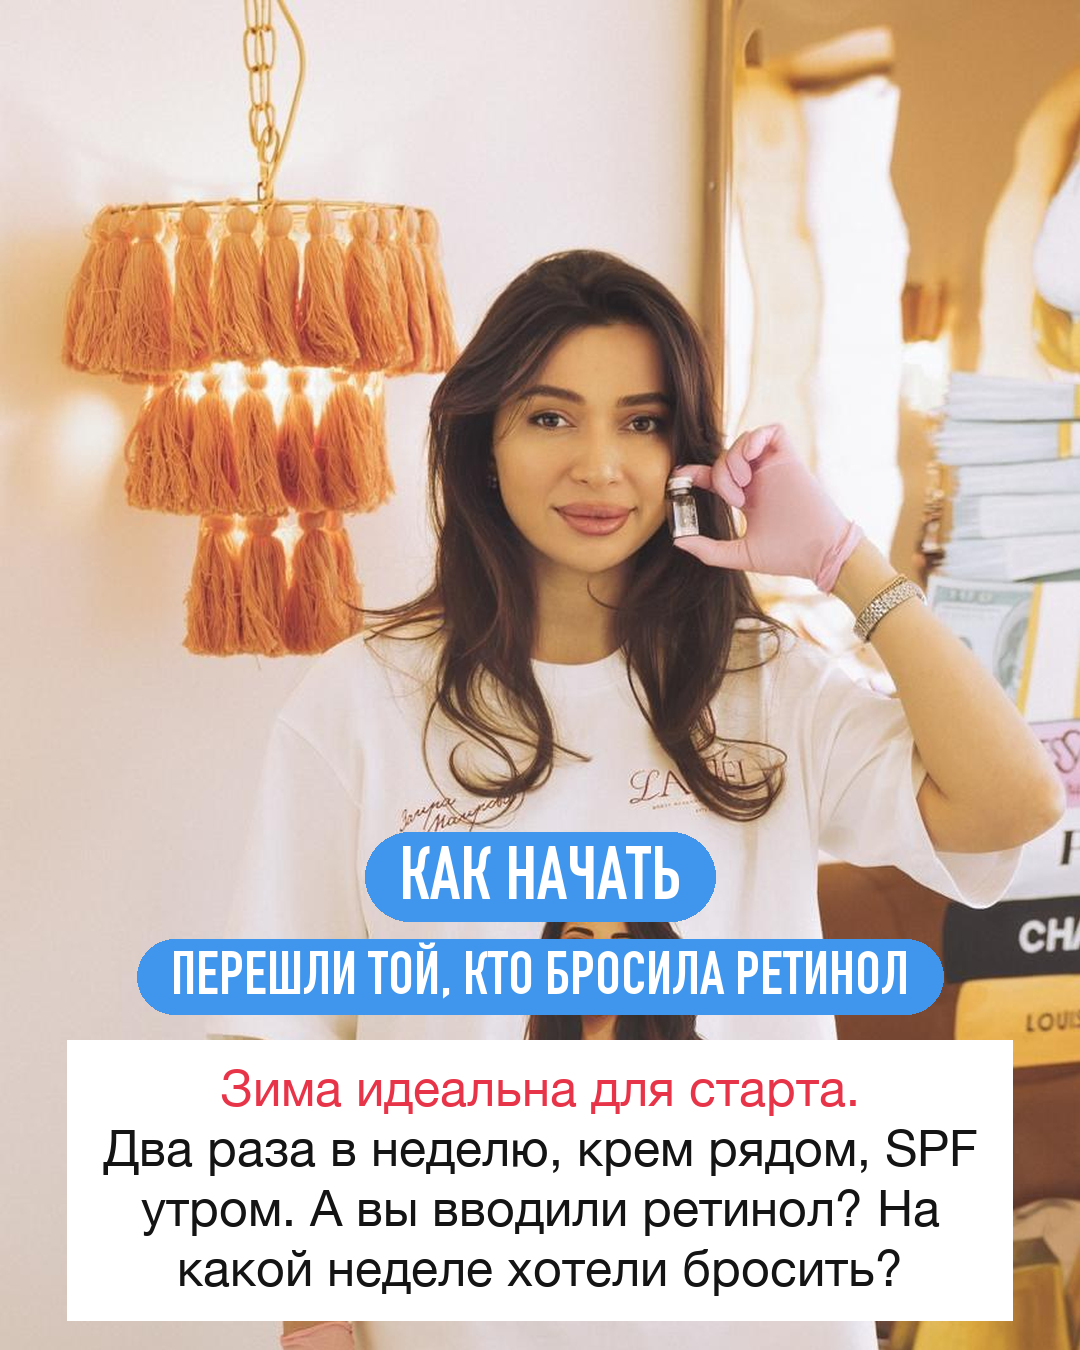 КАК НАЧАТЬ
ПЕРЕШЛИ ТОЙ, КТО БРОСИЛА РЕТИНОЛ
Зима идеальна для старта.
Два раза в неделю, крем рядом, SPF
утром. А вы вводили ретинол? На
какой неделе хотели бросить?